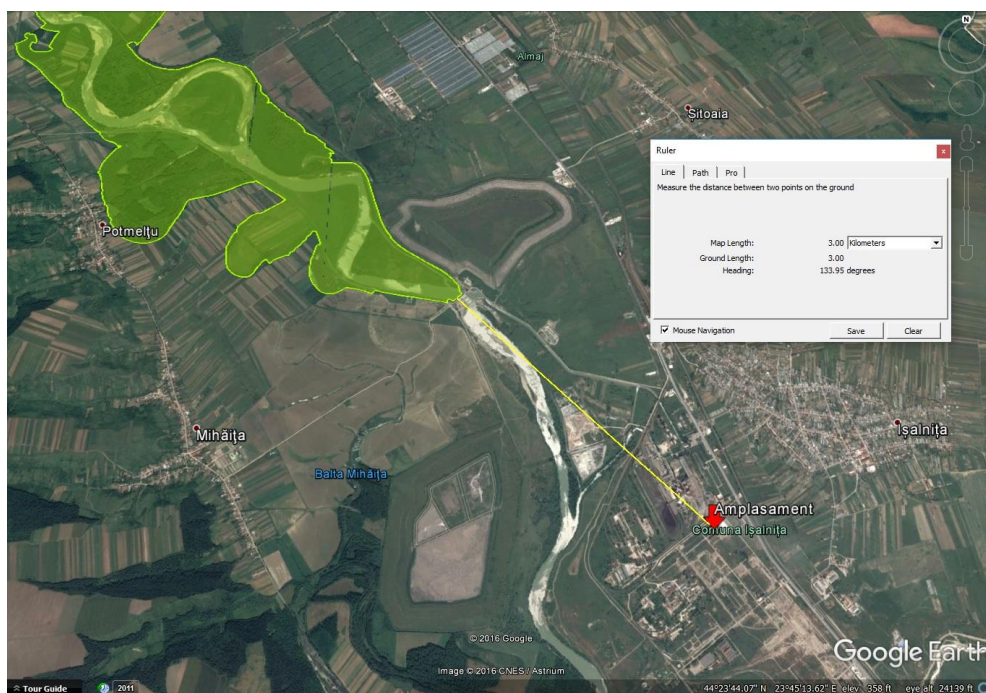 N
Almaj
Șitoaia
Ruler
x
Line Path Pro
Measure the distance between two points on the ground
Map Length: 3.00 Kilometers
Ground Length: 3.00
Heading: 133.95 degrees
Mouse Navigation Save Clear
Potmelțu
Mihăița
Balta Mihăița
Ișalnița
Amplasament
Comuna Ișalnița
© 2016 Google
Image © 2016 CNES / Astrium
Google Earth
Tour Guide 2011 44°23'44.07" N 23°45'13.62" E elev 358 ft eye alt 24139 ft